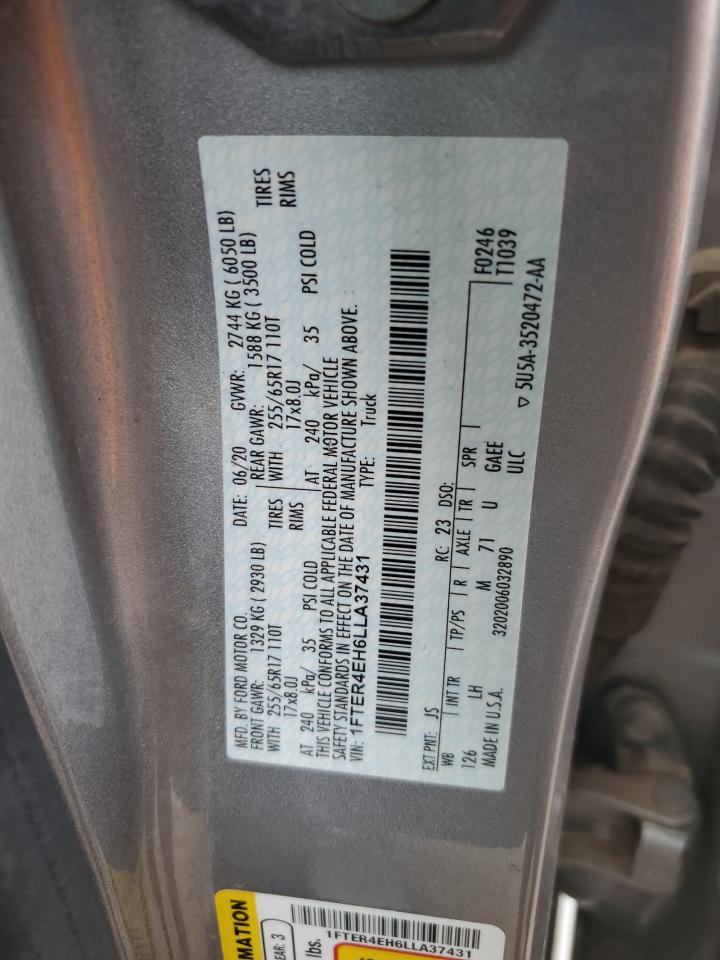 MFD. BY FORD MOTOR CO.
DATE: 06/20 GVWR: 2744 KG ( 6050 LB)
FRONT GAWR: 1329 KG ( 2930 LB)
REAR GAWR: 1588 KG ( 3500 LB)
WITH 255/65R17 110T TIRES
WITH 255/65R17 110T TIRES
17x8.0J RIMS
17x8.0J RIMS
AT 240 kPa/ 35 PSI COLD
AT 240 kPa/ 35 PSI COLD
THIS VEHICLE CONFORMS TO ALL APPLICABLE FEDERAL MOTOR VEHICLE
SAFETY STANDARDS IN EFFECT ON THE DATE OF MANUFACTURE SHOWN ABOVE.
VIN: 1FTER4EH6LLA37431 TYPE: Truck
F0246
T1039
EXT PNT: JS RC: 23 DSO:
WB INT TR TP/PS R AXLE TR SPR
126 LH M 71 U GAEE
ULC
MADE IN U.S.A. 3202006032890
▽ 5U5A-3520472-AA
MATION
EAR: 3
lbs.
1FTER4EH6LLA37431